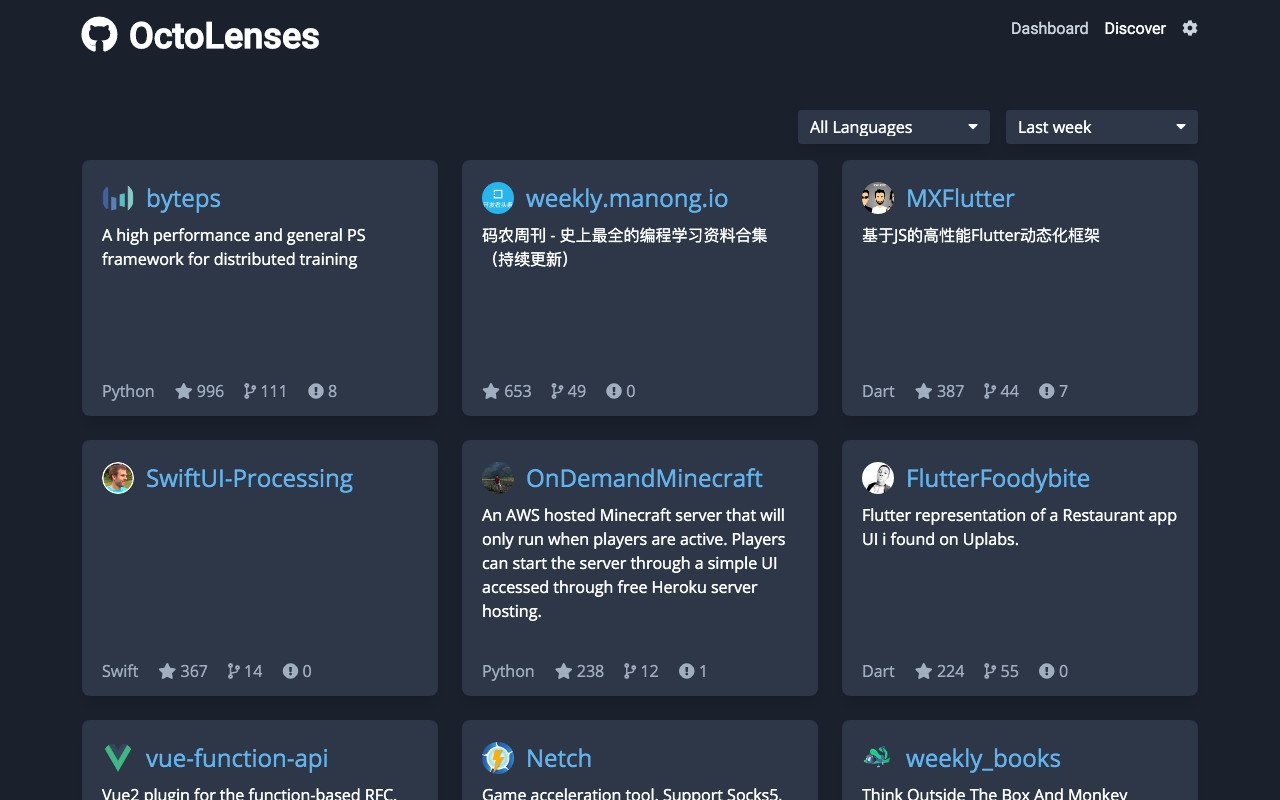 OctoLenses
Dashboard Discover
All Languages Last week
byteps
A high performance and general PS
framework for distributed training
Python 996 111 8
weekly.manong.io
码农周刊 - 史上最全的编程学习资料合集
（持续更新）
653 49 0
MXFlutter
基于JS的高性能Flutter动态化框架
Dart 387 44 7
SwiftUI-Processing
Swift 367 14 0
OnDemandMinecraft
An AWS hosted Minecraft server that will
only run when players are active. Players
can start the server through a simple UI
accessed through free Heroku server
hosting.
Python 238 12 1
FlutterFoodybite
Flutter representation of a Restaurant app
UI i found on Uplabs.
Dart 224 55 0
vue-function-api
Vue2 plugin for the function-based RFC.
Netch
Game acceleration tool. Support Socks5.
weekly_books
Think Outside The Box And Monkey